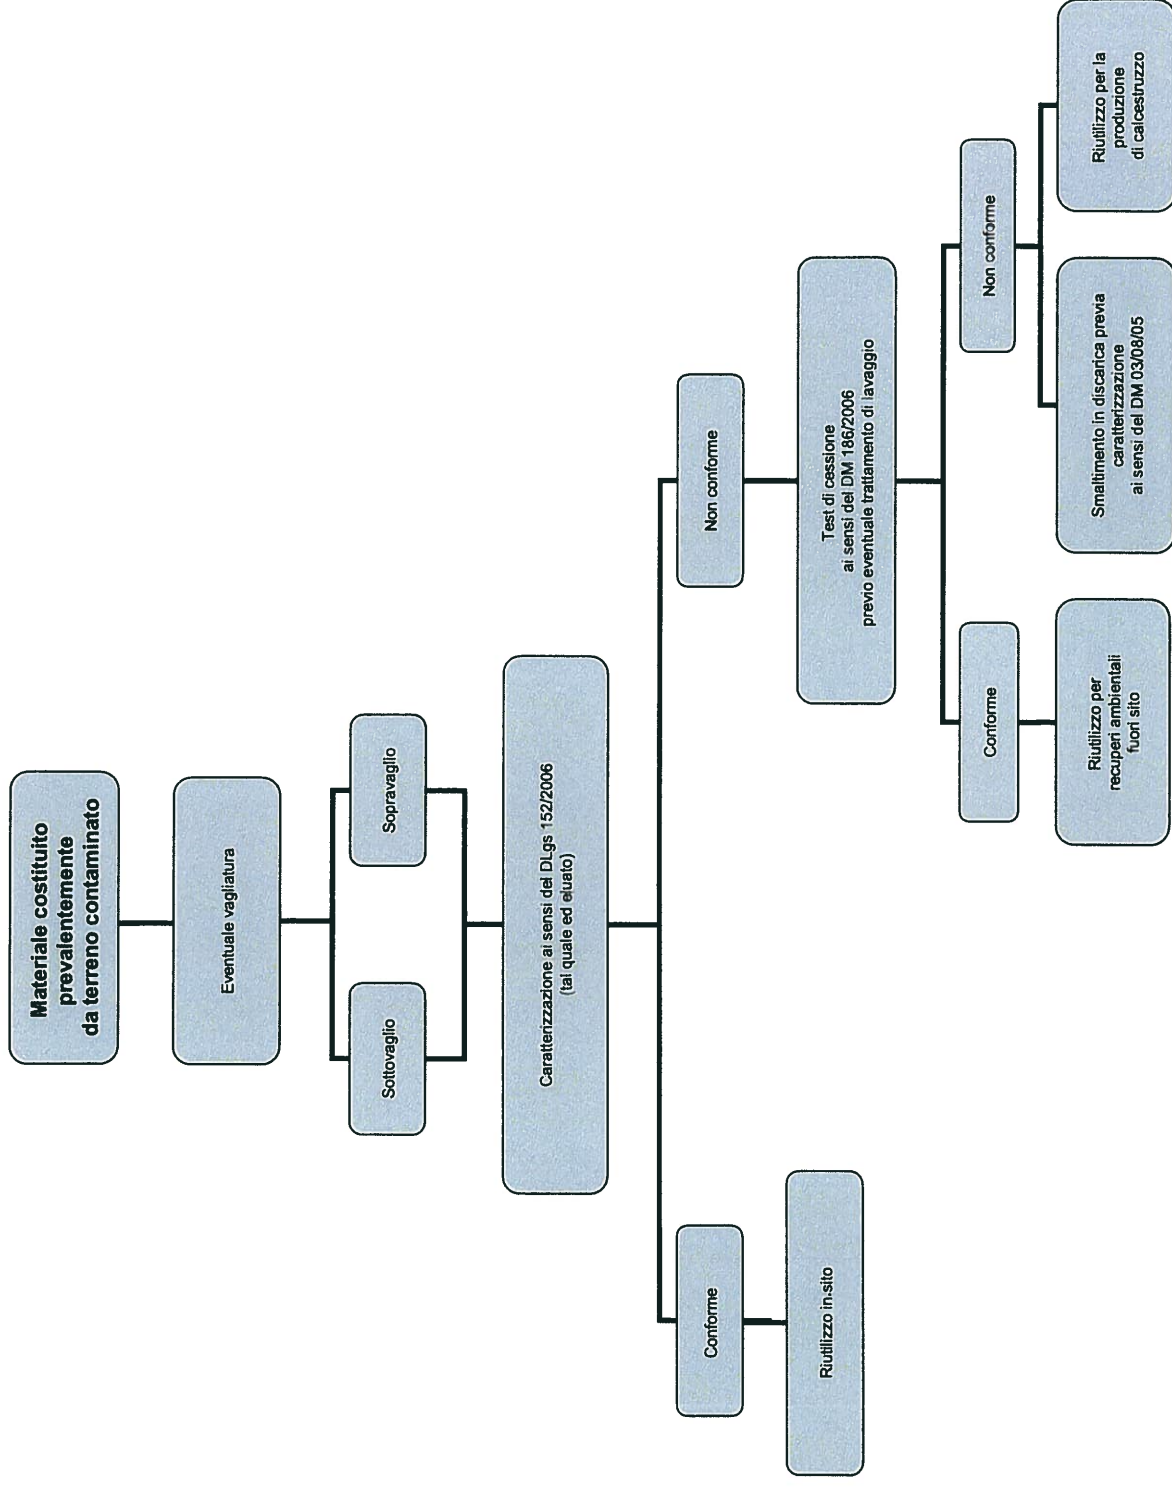 Materiale costituito
prevalentemente
da terreno contaminato
Eventuale vagliatura
Sottovaglio
Sopravaglio
Caratterizzazione ai sensi del DLgs 152/2006
(tal quale ed eluato)
Conforme
Non conforme
Riutilizzo in-sito
Test di cessione
ai sensi del DM 186/2006
previo eventuale trattamento di lavaggio
Conforme
Non conforme
Riutilizzo per
recuperi ambientali
fuori sito
Smaltimento in discarica previa
caratterizzazione
ai sensi del DM 03/08/05
Riutilizzo per la
produzione
di calcestruzzo